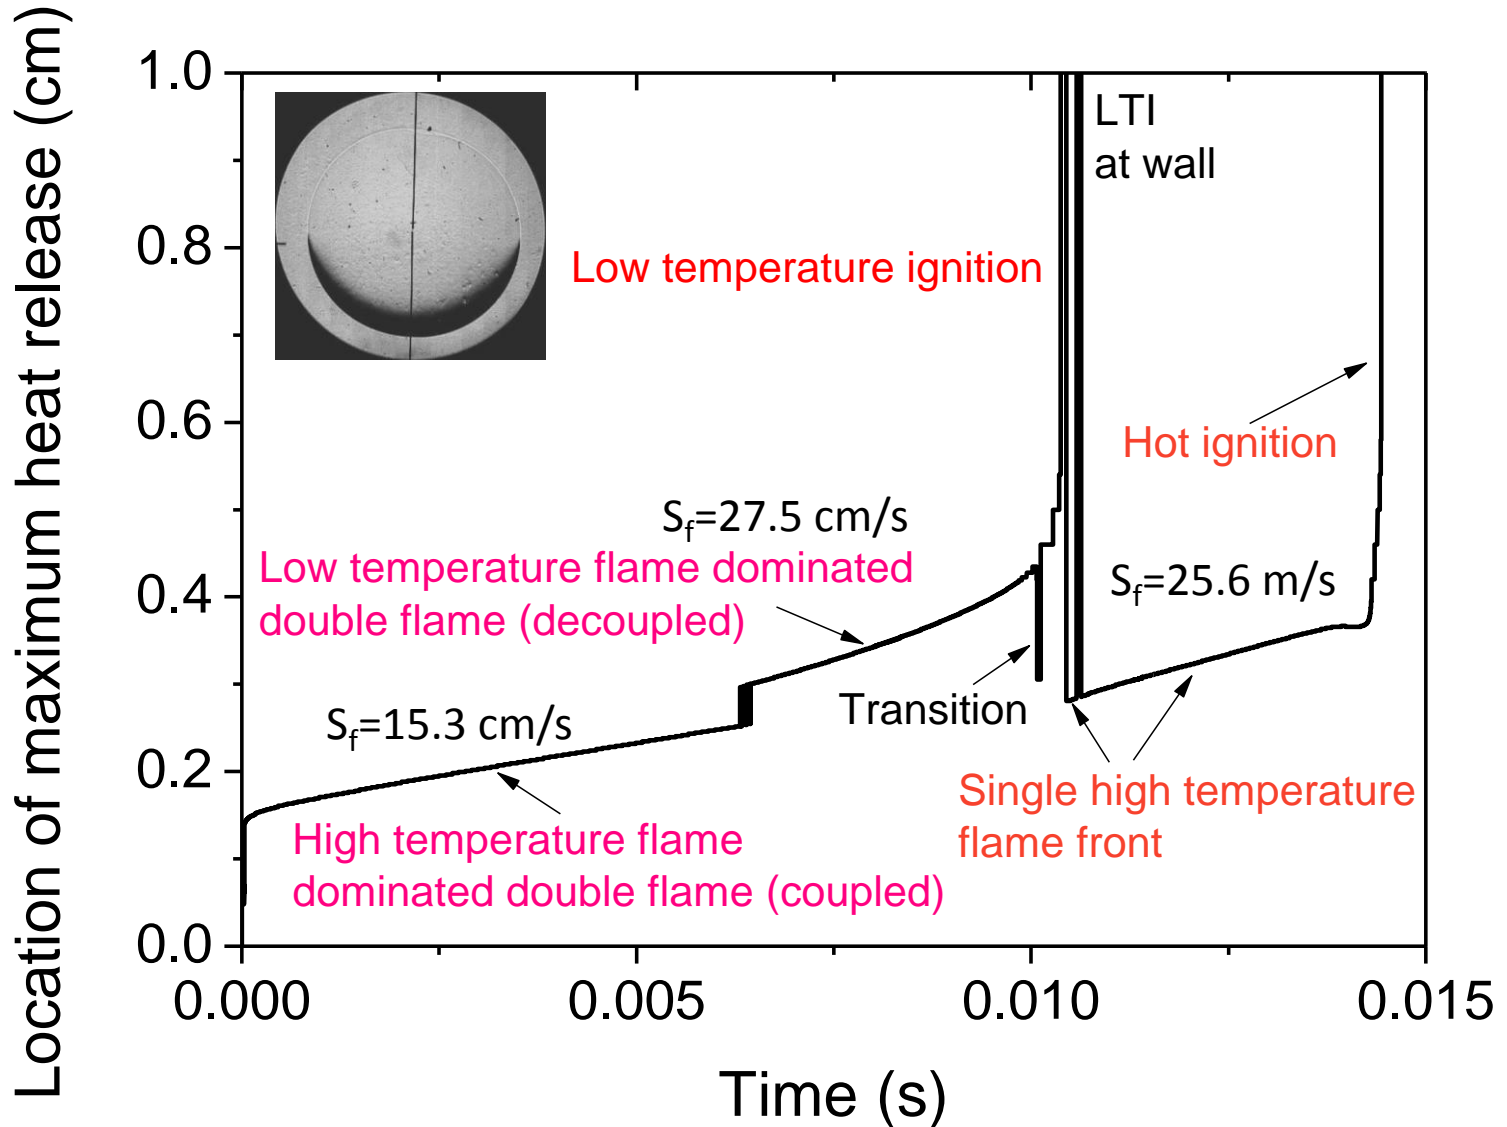 Location of maximum heat release (cm)
1.0
0.8
0.6
0.4
0.2
0.0
0.000
0.005
0.010
0.015
Time (s)
LTI
at wall
Low temperature ignition
Hot ignition
Sf=27.5 cm/s
Low temperature flame dominated
double flame (decoupled)
Sf=25.6 m/s
Transition
Sf=15.3 cm/s
Single high temperature
flame front
High temperature flame
dominated double flame (coupled)